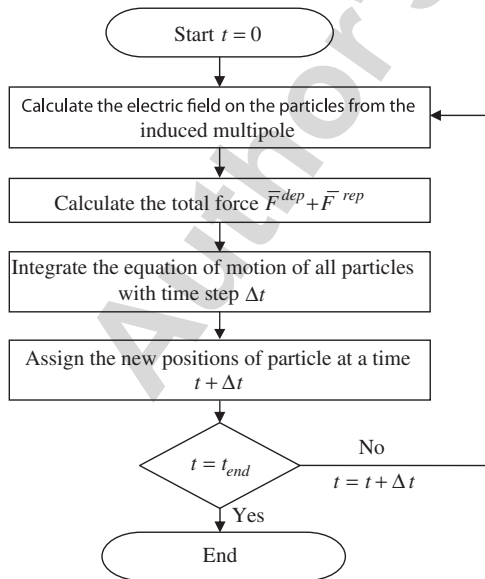 Start t = 0
Calculate the electric field on the particles from the
induced multipole
Calculate the total force F̅ᵈᵉᵖ + F̅ ʳᵉᵖ
Integrate the equation of motion of all particles
with time step Δt
Assign the new positions of particle at a time
t + Δt
t = t_end
No
t = t + Δt
Yes
End
Author's